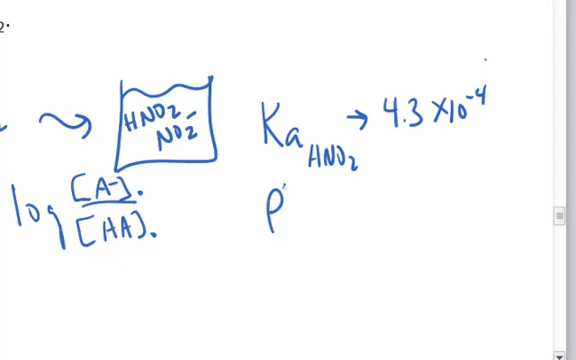 2.
HNO2 Ka HNO2 → 4.3 ×10^-4
NO2^-
log [A-]. / [HA]. p